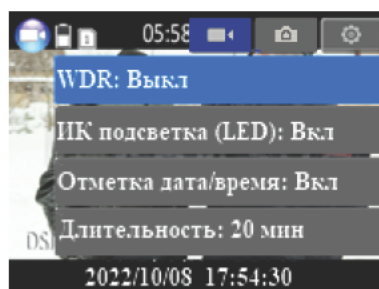 05:58
WDR: Выкл
ИК подсветка (LED): Вкл
Отметка дата/время: Вкл
Длительность: 20 мин
2022/10/08 17:54:30